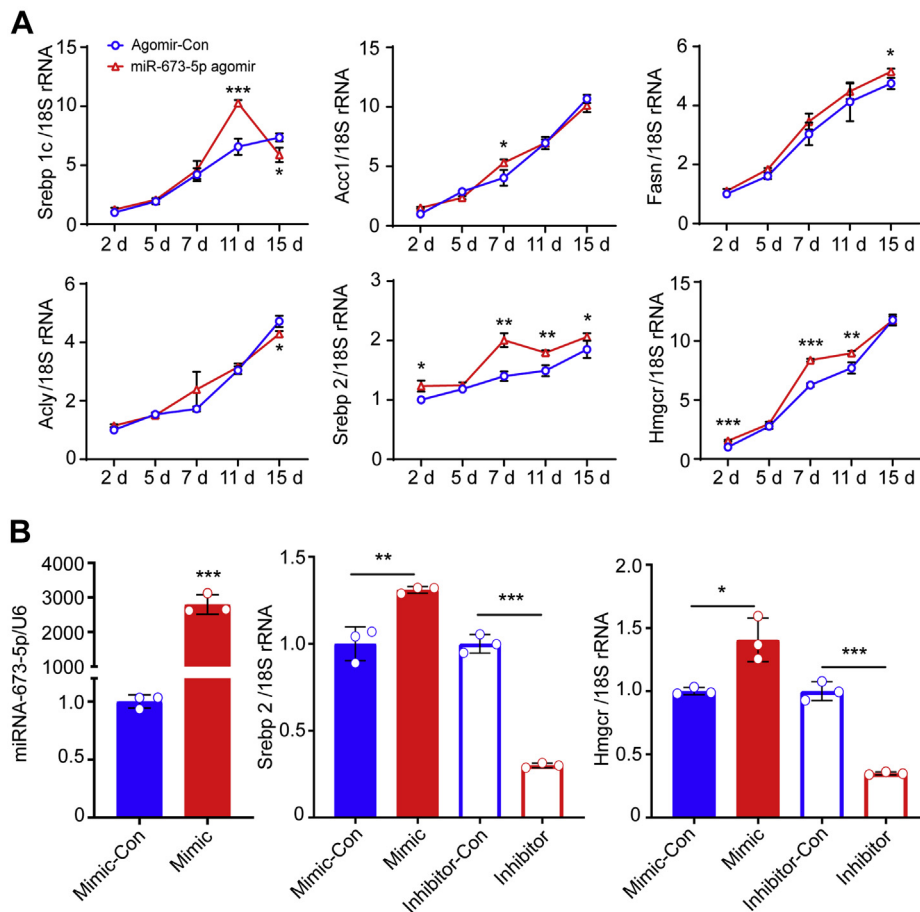 A
Agomir-Con
miR-673-5p agomir
Srebp 1c /18S rRNA
15
10
5
0
***
*
2 d 5 d 7 d 11 d 15 d
Acc1/18S rRNA
15
10
5
0
*
2 d 5 d 7 d 11 d 15 d
Fasn /18S rRNA
6
4
2
0
*
2 d 5 d 7 d 11 d 15 d
Acly /18S rRNA
6
4
2
0
*
2 d 5 d 7 d 11 d 15 d
Srebp 2/18S rRNA
3
2
1
0
* ** ** *
2 d 5 d 7 d 11 d 15 d
Hmgcr /18S rRNA
15
10
5
0
*** *** **
2 d 5 d 7 d 11 d 15 d
B
miRNA-673-5p/U6
4000
3000
2000
1000
1.0
0.5
0
***
Mimic-Con Mimic
Srebp 2 /18S rRNA
1.5
1.0
0.5
0
** ***
Mimic-Con Mimic Inhibitor-Con Inhibitor
Hmgcr /18S rRNA
2.0
1.5
1.0
0.5
0
* ***
Mimic-Con Mimic Inhibitor-Con Inhibitor